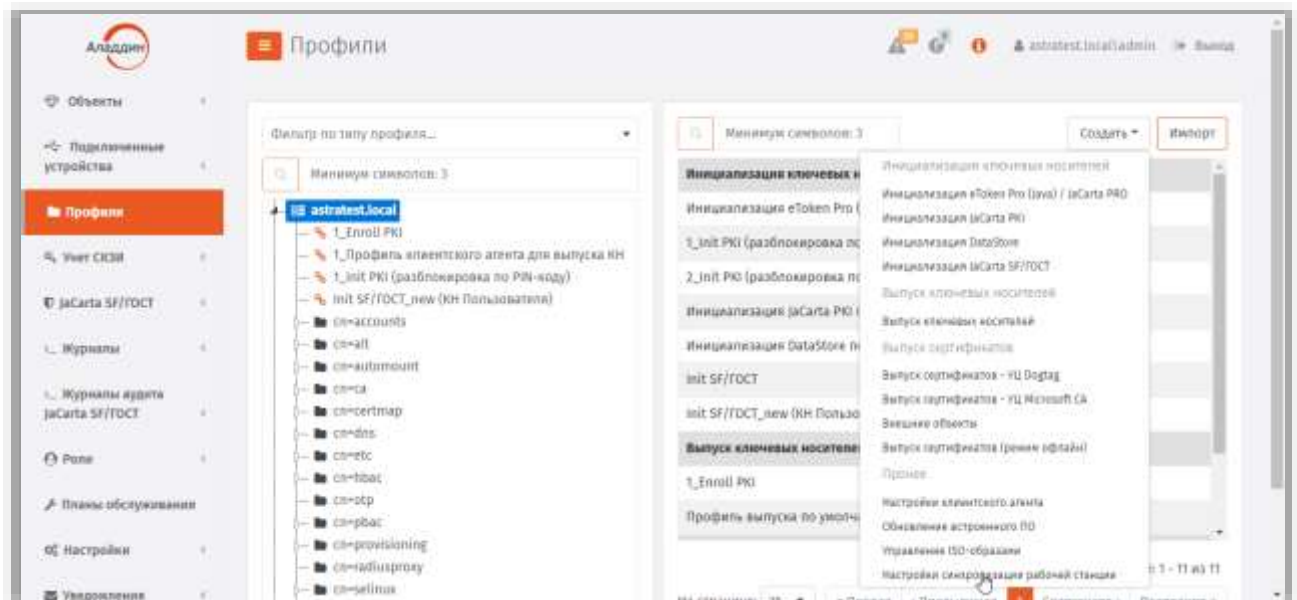 Аладдин
Профили
astratest.local\admin
Выход
Объекты
Подключенные
устройства
Профили
Учет СКЗИ
JaCarta SF/ГОСТ
Журналы
Журналы аудита
JaCarta SF/ГОСТ
Роли
Планы обслуживания
Настройки
Уведомления
Фильтр по типу профиля...
Минимум символов: 3
astratest.local
1_Enroll PKI
1_Профиль клиентского агента для выпуска КН
1_Init PKI (разблокировка по PIN-коду)
Init SF/ГОСТ_new (КН Пользователя)
cn=accounts
cn=alt
cn=automount
cn=ca
cn=certmap
cn=dns
cn=etc
cn=hbac
cn=otp
cn=pbac
cn=provisioning
cn=radiusproxy
cn=selinux
Минимум символов: 3
Создать
Импорт
Инициализация ключевых н
Инициализация eToken Pro (
1_Init PKI (разблокировка по
2_Init PKI (разблокировка по
Инициализация JaCarta PKI
Инициализация DataStore по
Init SF/ГОСТ
Init SF/ГОСТ_new (КН Пользо
Выпуск ключевых носителе
1_Enroll PKI
Профиль выпуска по умолч
Инициализация ключевых носителей
Инициализация eToken Pro (Java) / JaCarta PRO
Инициализация JaCarta PKI
Инициализация DataStore
Инициализация JaCarta SF/ГОСТ
Выпуск ключевых носителей
Выпуск ключевых носителей
Выпуск сертификатов
Выпуск сертификатов - УЦ Dogtag
Выпуск сертификатов - УЦ Microsoft CA
Внешние объекты
Выпуск сертификатов (режим офлайн)
Прочее
Настройки клиентского агента
Обновление встроенного ПО
Управление ISO-образами
Настройки синхронизации рабочей станции
1 - 11 из 11